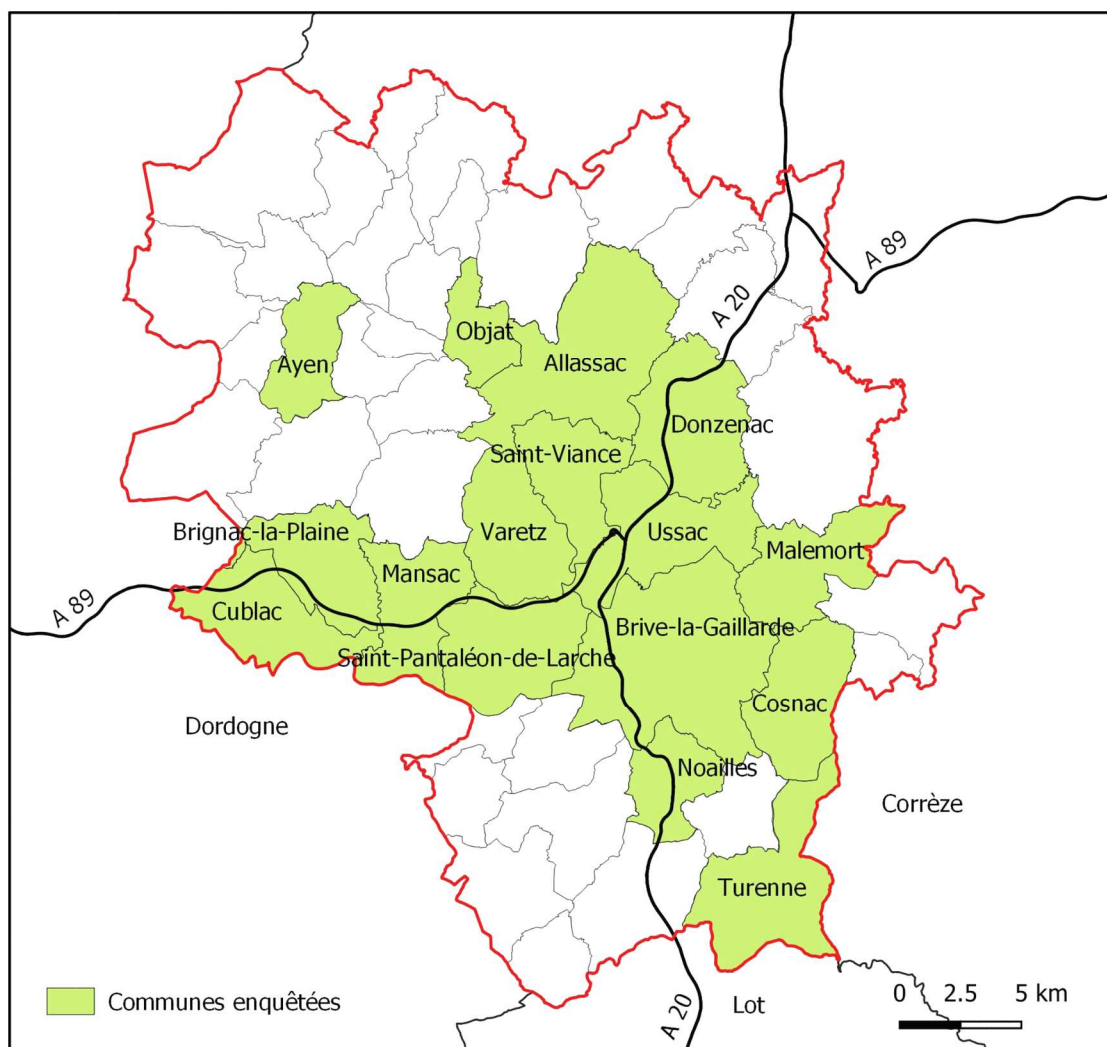 A 89
A 20
Objat
Ayen
Allassac
Donzenac
Saint-Viance
Brignac-la-Plaine
Varetz
Ussac
Malemort
Mansac
A 89
Cublac
Brive-la-Gaillarde
Saint-Pantaléon-de-Larche
Cosnac
Dordogne
Noailles
Corrèze
Turenne
Communes enquêtées
A 20
Lot
0 2.5 5 km